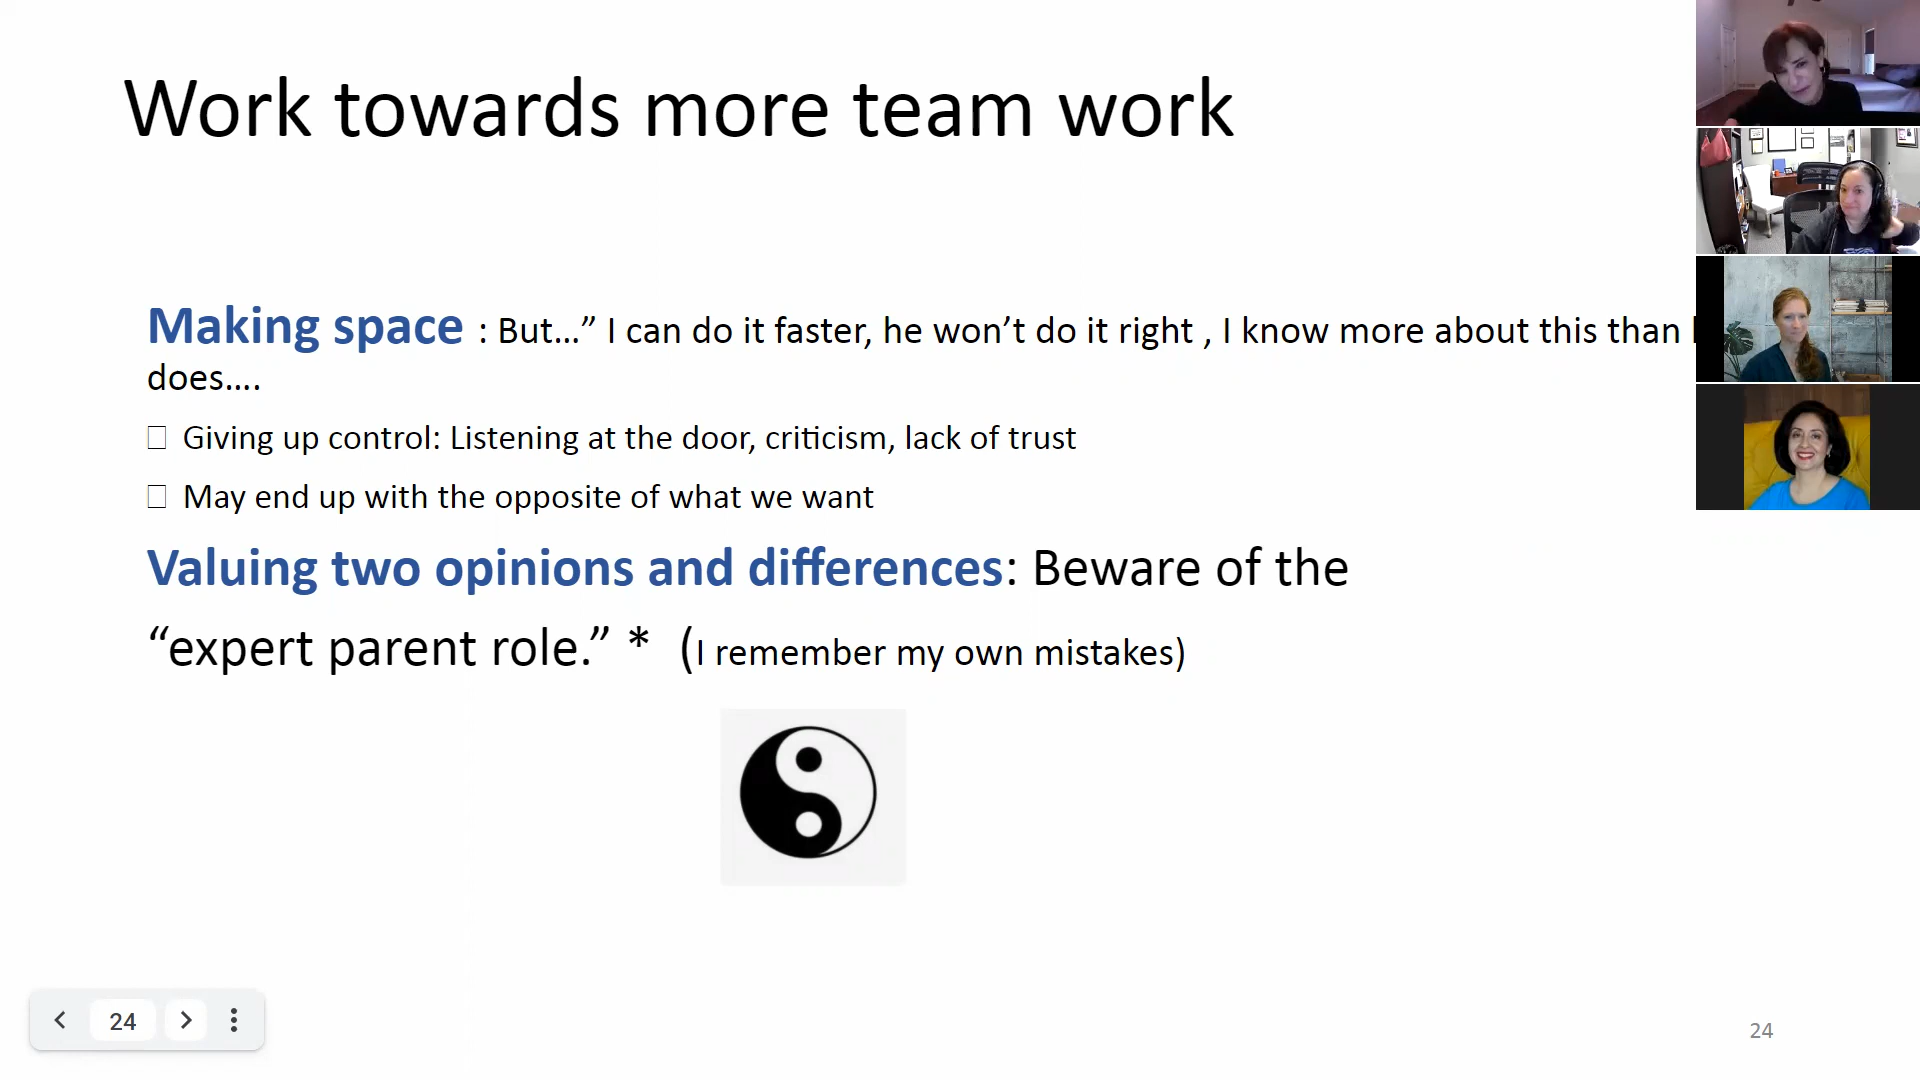 Work towards more team work
Making space : But...” I can do it faster, he won’t do it right , I know more about this than
does….
Giving up control: Listening at the door, criticism, lack of trust
May end up with the opposite of what we want
Valuing two opinions and differences: Beware of the
“expert parent role.” * (I remember my own mistakes)
24
24